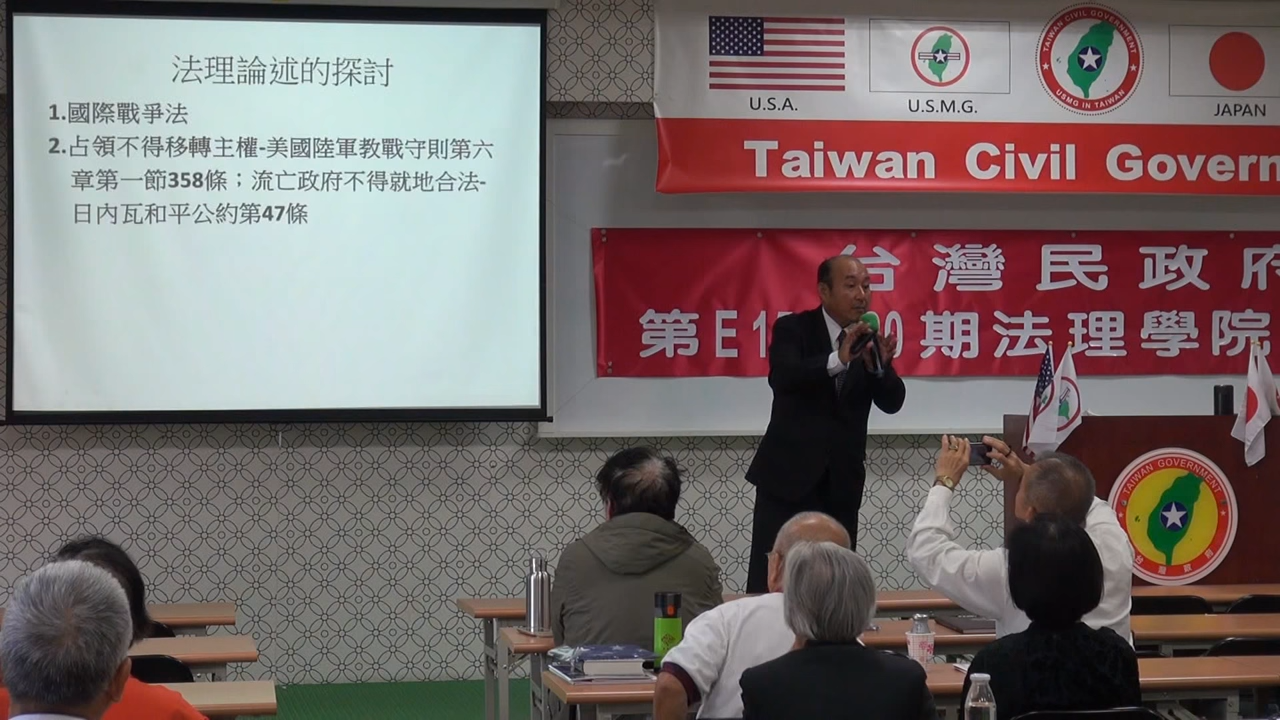 法理論述的探討
1.國際戰爭法
2.占領不得移轉主權-美國陸軍教戰守則第六
章第一節358條；流亡政府不得就地合法-
日內瓦和平公約第47條
U.S.A.
U.S.M.G.
TAIWAN CIVIL GOVERNMENT
USMG IN TAIWAN
JAPAN
Taiwan Civil Govern
台灣民政府
第E1 0期法理學院
TAIWAN GOVERNMENT
政府